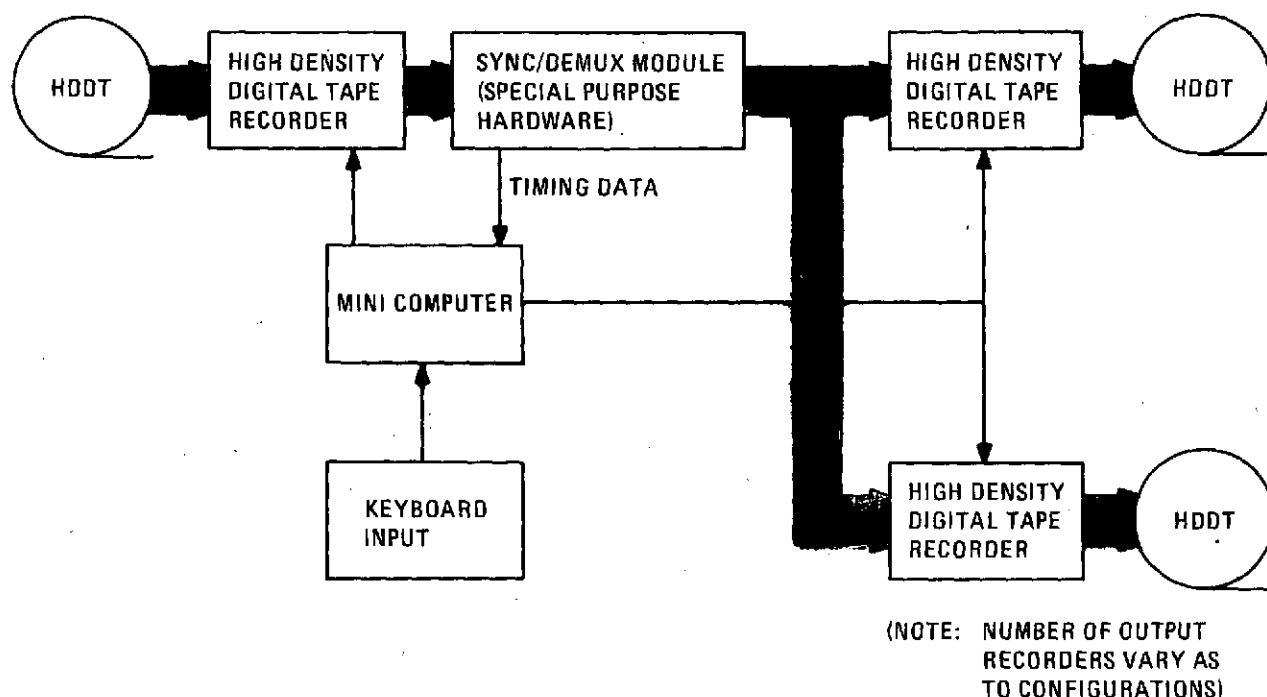 HDDT
HIGH DENSITY
DIGITAL TAPE
RECORDER
SYNC/DEMUX MODULE
(SPECIAL PURPOSE
HARDWARE)
HIGH DENSITY
DIGITAL TAPE
RECORDER
HDDT
TIMING DATA
MINI COMPUTER
KEYBOARD
INPUT
HIGH DENSITY
DIGITAL TAPE
RECORDER
HDDT
(NOTE: NUMBER OF OUTPUT
RECORDERS VARY AS
TO CONFIGURATIONS)